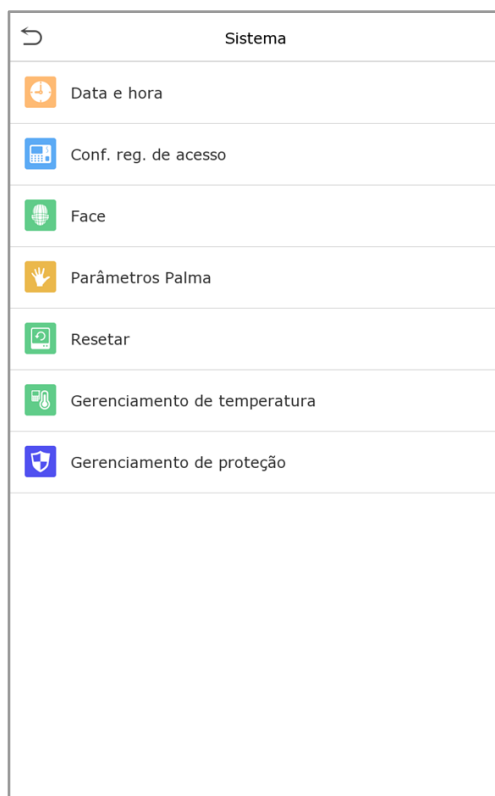 Sistema
Data e hora
Conf. reg. de acesso
Face
Parâmetros Palma
Resetar
Gerenciamento de temperatura
Gerenciamento de proteção